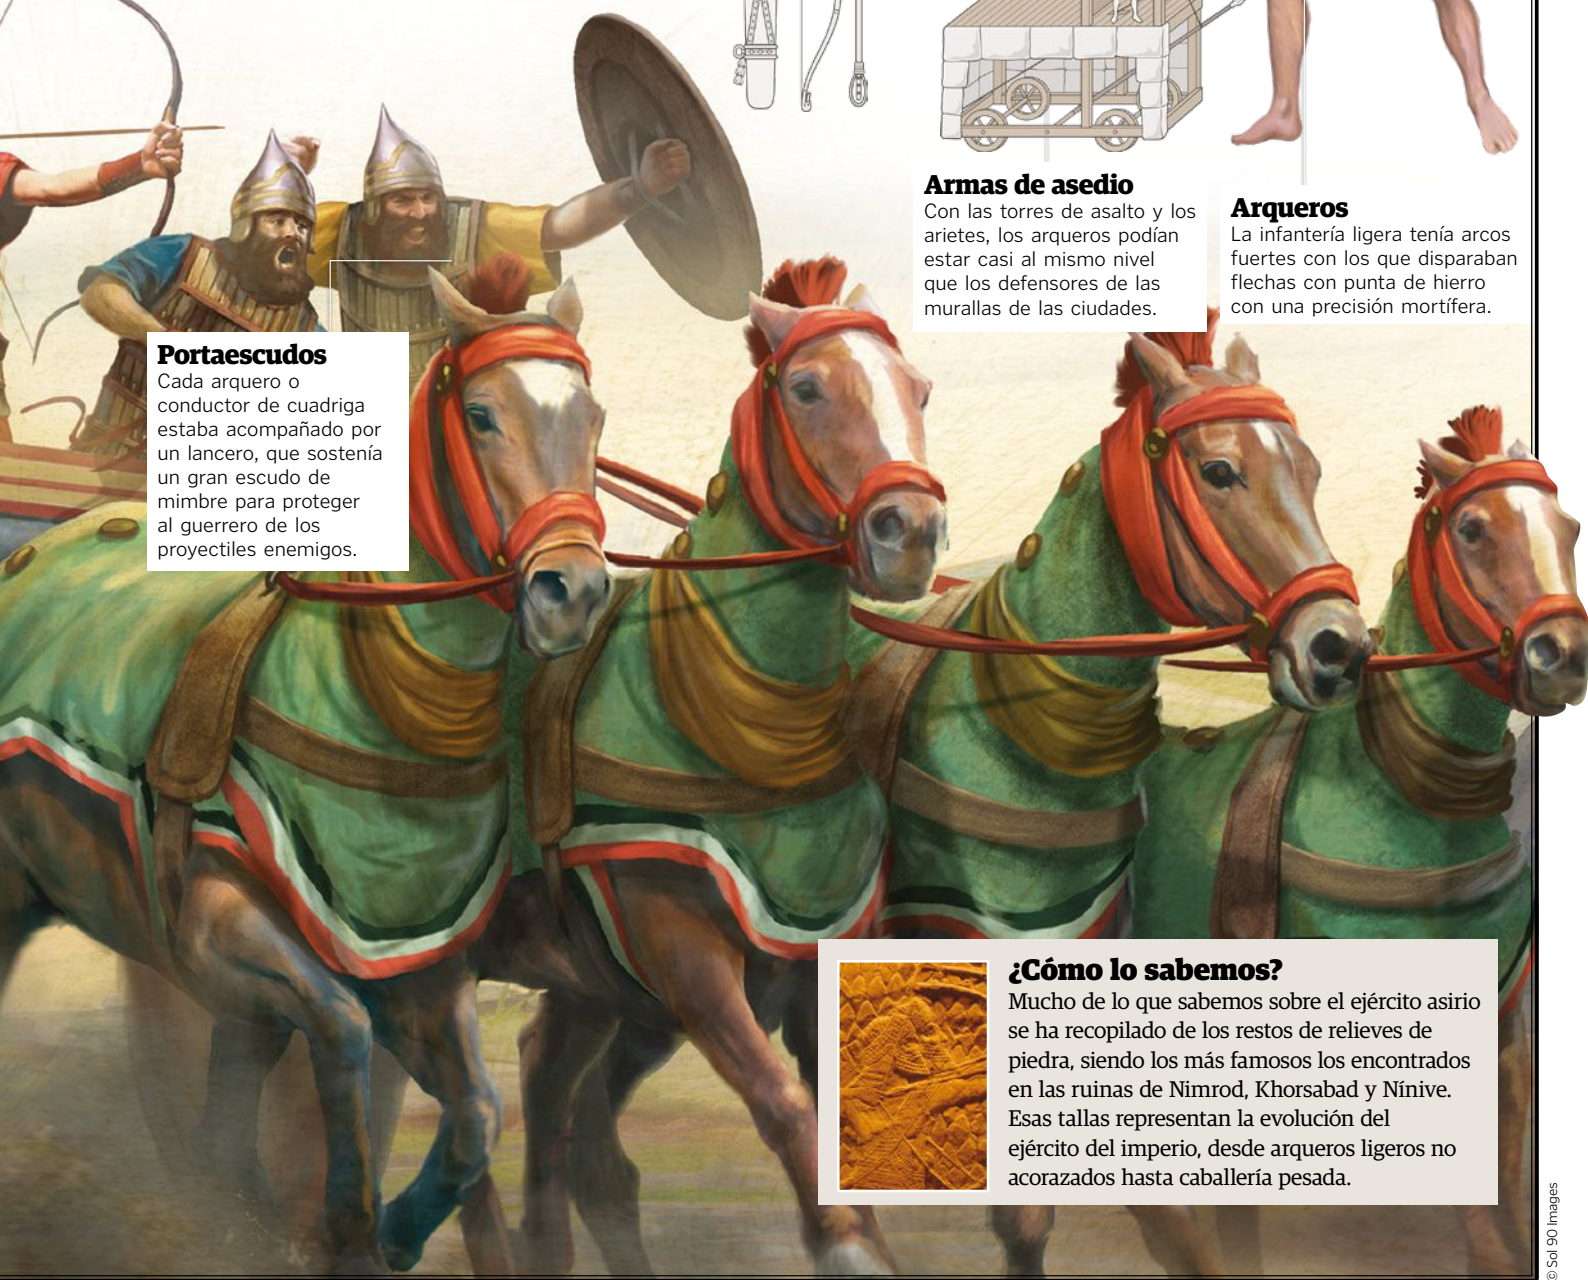 Armas de asedio
Con las torres de asalto y los
arietes, los arqueros podían
estar casi al mismo nivel
que los defensores de las
murallas de las ciudades.
Arqueros
La infantería ligera tenía arcos
fuertes con los que disparaban
flechas con punta de hierro
con una precisión mortífera.
Portaescudos
Cada arquero o
conductor de cuadriga
estaba acompañado por
un lancero, que sostenía
un gran escudo de
mimbre para proteger
al guerrero de los
proyectiles enemigos.
¿Cómo lo sabemos?
Mucho de lo que sabemos sobre el ejército asirio
se ha recopilado de los restos de relieves de
piedra, siendo los más famosos los encontrados
en las ruinas de Nimrod, Khorsabad y Nínive.
Esas tallas representan la evolución del
ejército del imperio, desde arqueros ligeros no
acorazados hasta caballería pesada.
© Sol 90 Images